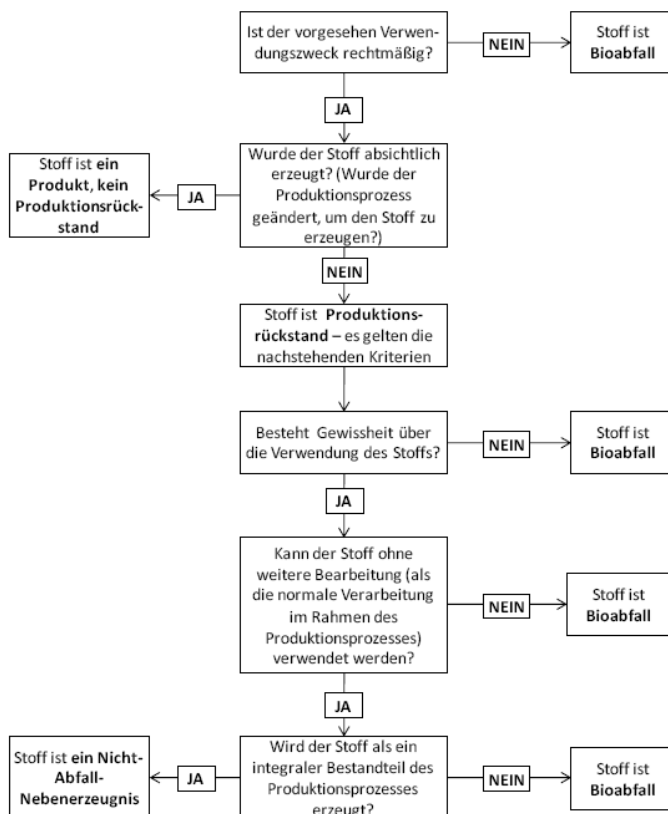 Ist der vorgesehen Verwen-
dungszweck rechtmäßig?
NEIN
Stoff ist
Bioabfall
JA
Wurde der Stoff absichtlich
erzeugt? (Wurde der
Produktionsprozess
geändert, um den Stoff zu
erzeugen?)
JA
Stoff ist ein
Produkt, kein
Produktionsrück-
stand
NEIN
Stoff ist Produktions-
rückstand – es gelten die
nachstehenden Kriterien
Besteht Gewissheit über
die Verwendung des Stoffs?
NEIN
Stoff ist
Bioabfall
JA
Kann der Stoff ohne
weitere Bearbeitung (als
die normale Verarbeitung
im Rahmen des
Produktionsprozesses)
verwendet werden?
NEIN
Stoff ist
Bioabfall
JA
Wird der Stoff als ein
integraler Bestandteil des
Produktionsprozesses
erzeugt?
JA
Stoff ist ein Nicht-
Abfall-
Nebenerzeugnis
NEIN
Stoff ist
Bioabfall